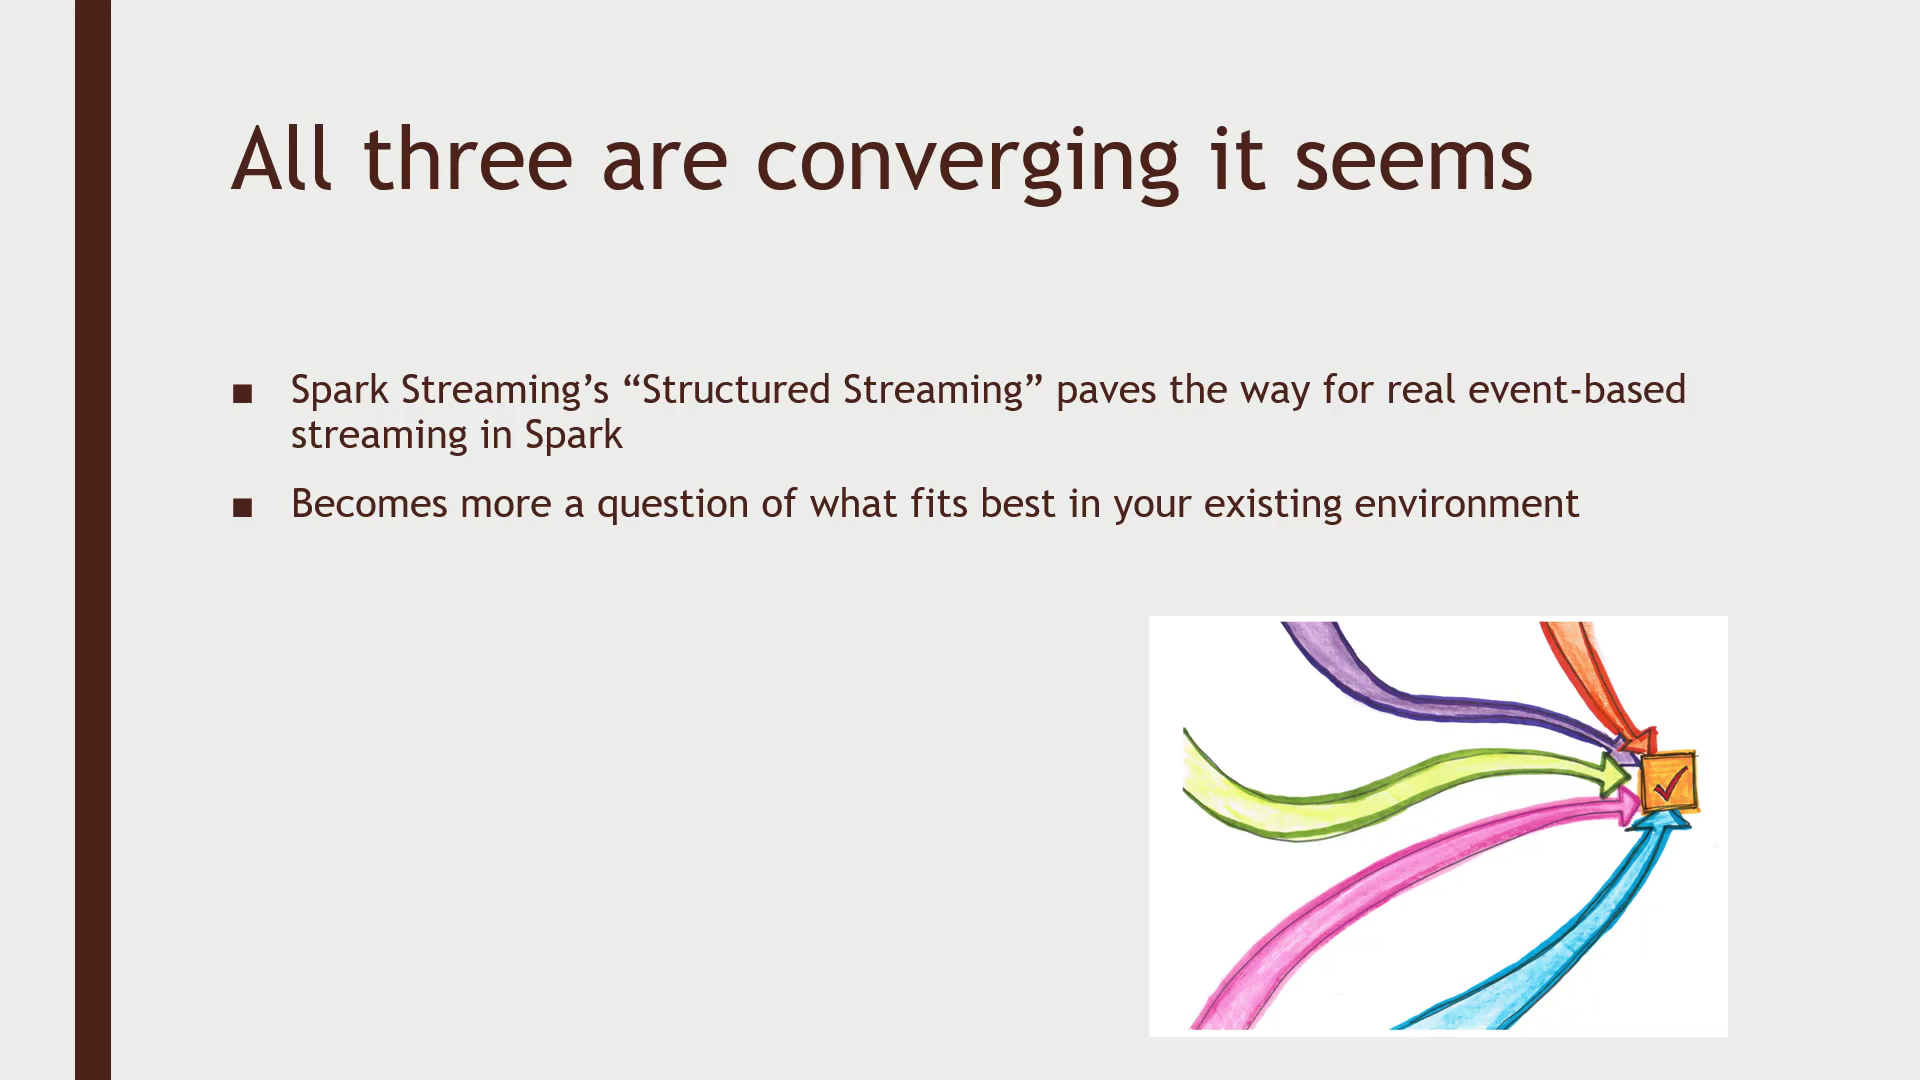 All three are converging it seems
■ Spark Streaming’s “Structured Streaming” paves the way for real event-based
streaming in Spark
■ Becomes more a question of what fits best in your existing environment